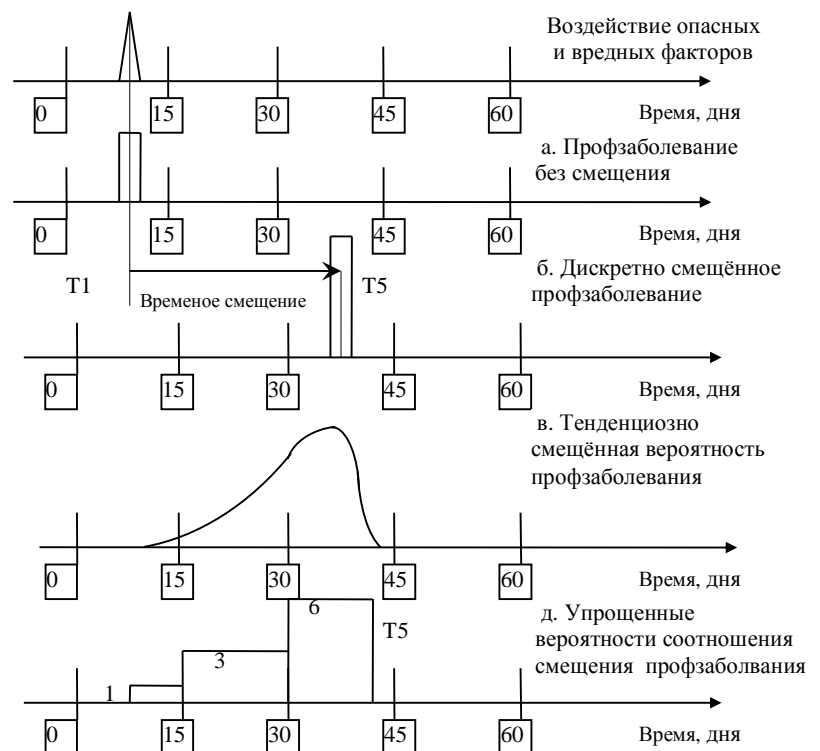 Воздействие опасных
и вредных факторов
0 15 30 45 60 Время, дня
а. Профзаболевание
без смещения
0 15 30 45 60 Время, дня
б. Дискретно смещённое
Т1 Т5 профзаболевание
Временое смещение
0 15 30 45 60 Время, дня
в. Тенденциозно
смещённая вероятность
профзаболевания
0 15 30 45 60 Время, дня
6 д. Упрощенные
Т5 вероятности соотношения
3 смещения профзаболвания
1
0 15 30 45 60 Время, дня